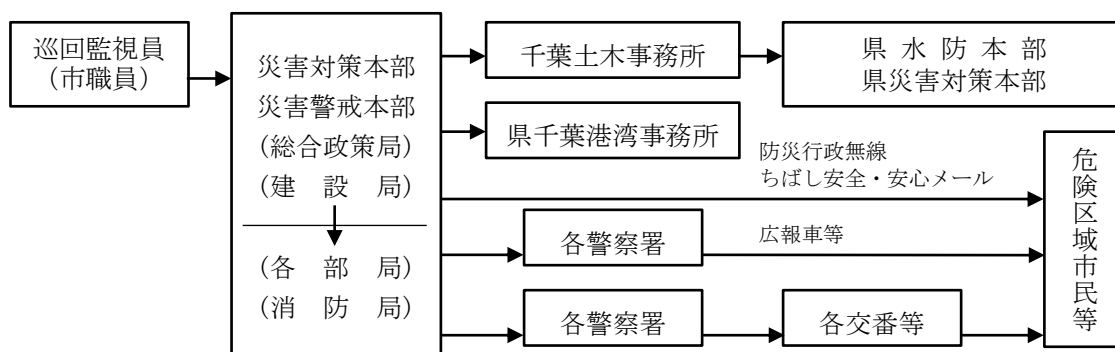 巡回監視員
（市職員）
災害対策本部
災害警戒本部
(総合政策局)
(建　設　局)
(各　部　局)
(消　防　局)
千葉土木事務所
県 水 防 本 部
県災害対策本部
県千葉港湾事務所
防災行政無線
ちばし安全・安心メール
各警察署
広報車等
各警察署
各交番等
危険区域市民等